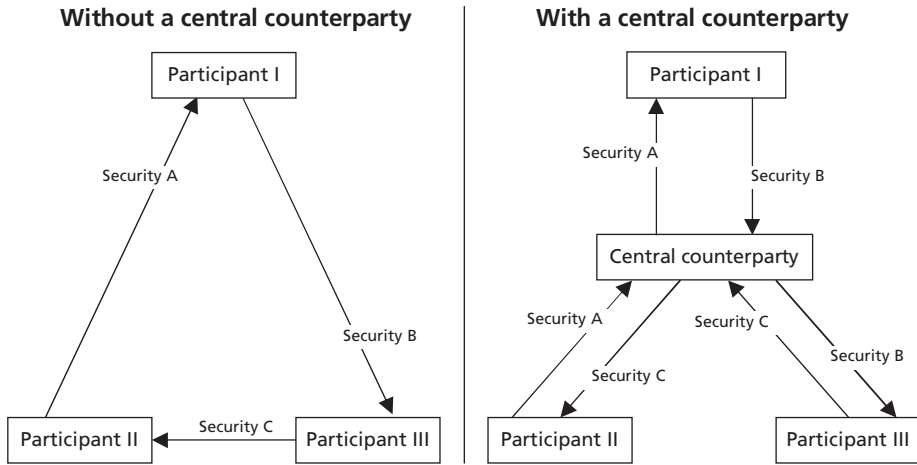 Without a central counterparty
Participant I
Security A
Security B
Security C
Participant II
Participant III
With a central counterparty
Participant I
Security A
Security B
Central counterparty
Security A
Security C
Security C
Security B
Participant II
Participant III